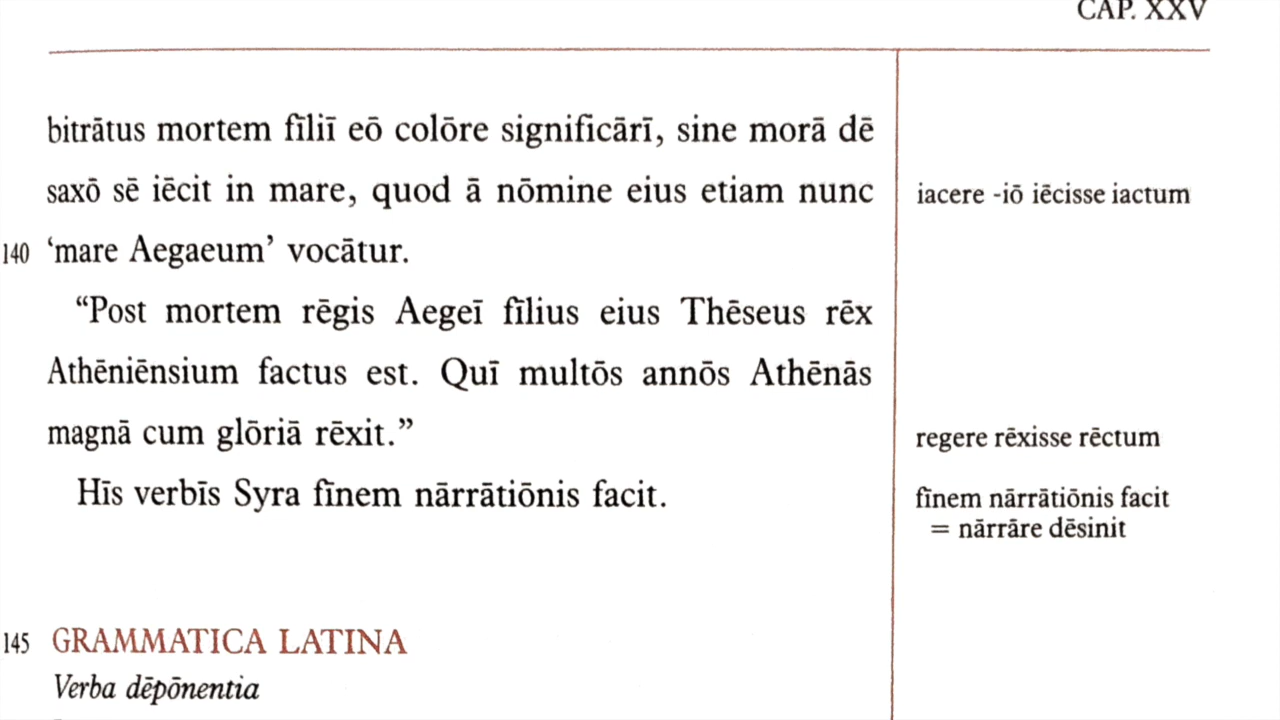 CAP. XXV
bitrātus mortem fīliī eō colōre significārī, sine morā dē
saxō sē iēcit in mare, quod ā nōmine eius etiam nunc
iacere -iō iēcisse iactum
140 ‘mare Aegaeum’ vocātur.
“Post mortem rēgis Aegeī fīlius eius Thēseus rēx
Athēniēnsium factus est. Quī multōs annōs Athēnās
magnā cum glōriā rēxit.”
regere rēxisse rēctum
Hīs verbīs Syra fīnem nārrātiōnis facit.
fīnem nārrātiōnis facit
= nārrāre dēsinit
145 GRAMMATICA LATINA
Verba dēpōnentia